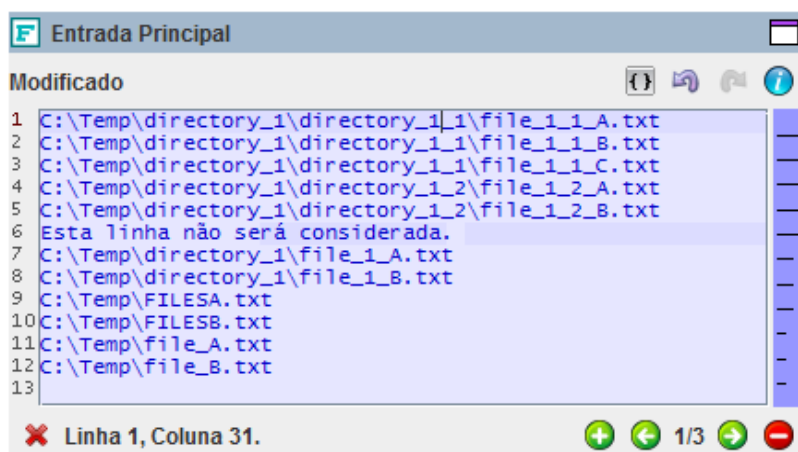 F Entrada Principal
Modificado {} i
1 C:\Temp\directory_1\directory_1_1\file_1_1_A.txt
2 C:\Temp\directory_1\directory_1_1\file_1_1_B.txt
3 C:\Temp\directory_1\directory_1_1\file_1_1_C.txt
4 C:\Temp\directory_1\directory_1_2\file_1_2_A.txt
5 C:\Temp\directory_1\directory_1_2\file_1_2_B.txt
6 Esta linha não será considerada.
7 C:\Temp\directory_1\file_1_A.txt
8 C:\Temp\directory_1\file_1_B.txt
9 C:\Temp\FILESA.txt
10 C:\Temp\FILESB.txt
11 C:\Temp\file_A.txt
12 C:\Temp\file_B.txt
13
Linha 1, Coluna 31. 1/3